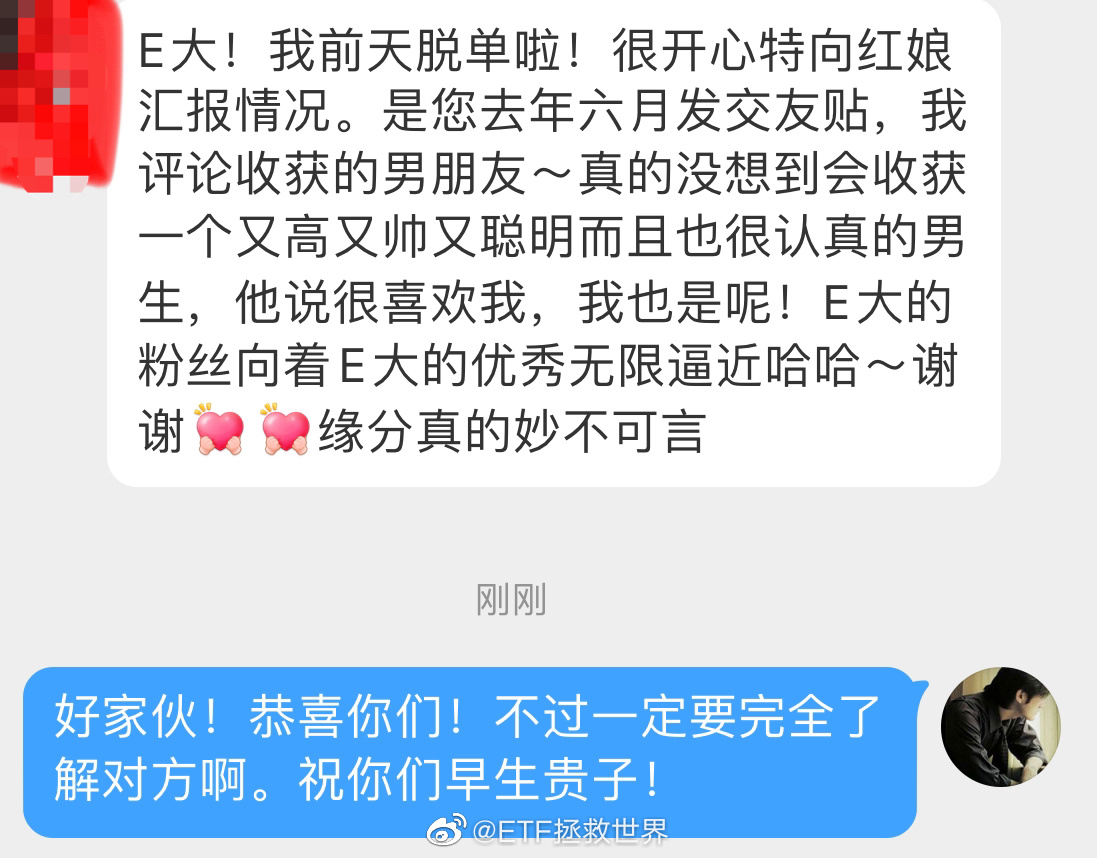 E大！我前天脱单啦！很开心特向红娘
汇报情况。是您去年六月发交友贴，我
评论收获的男朋友～真的没想到会收获
一个又高又帅又聪明而且也很认真的男
生，他说很喜欢我，我也是呢！E大的
粉丝向着E大的优秀无限逼近哈哈～谢
谢💓💓缘分真的妙不可言
刚刚
好家伙！恭喜你们！不过一定要完全了
解对方啊。祝你们早生贵子！
@ETF拯救世界